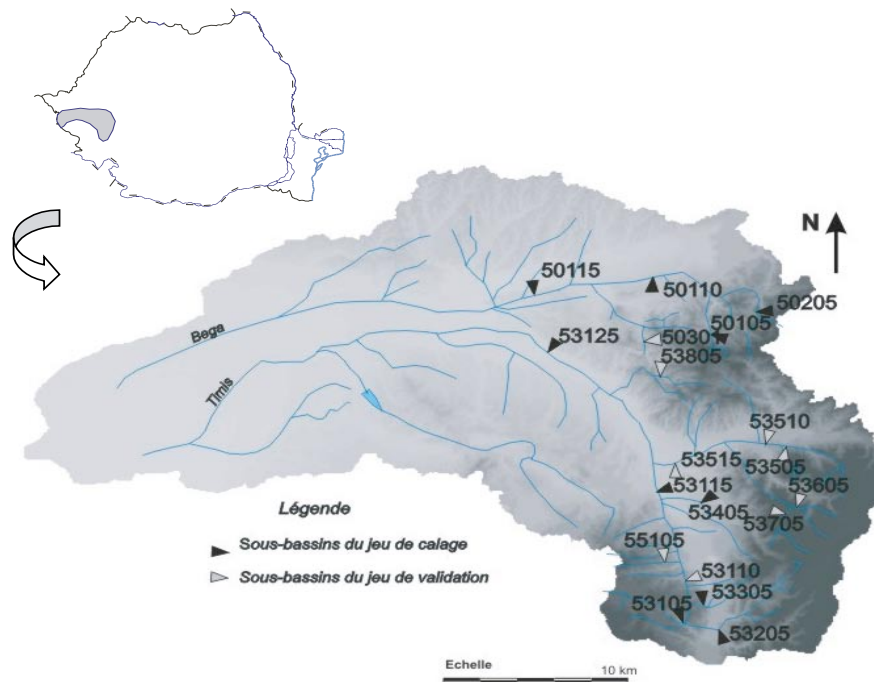 N
50115
50110
50205
50105
50301
53125
53805
Bega
Timis
53510
53515
53505
53115
53605
53405
53705
Légende
Sous-bassins du jeu de calage
Sous-bassins du jeu de validation
55105
53110
53305
53105
53205
Echelle
10 km